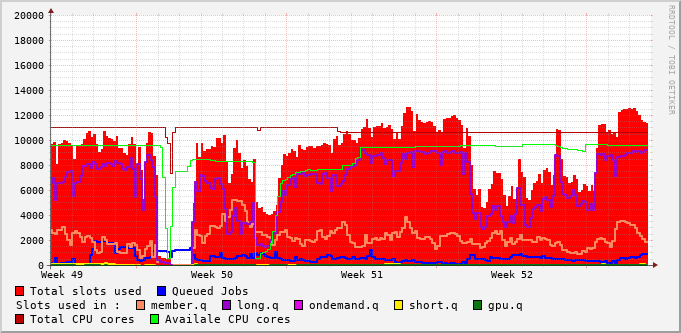 20000
18000
16000
14000
12000
10000
8000
6000
4000
2000
0
Week 49 Week 50 Week 51 Week 52
RRDTOOL / TOBI OETIKER
Total slots used Queued Jobs
Slots used in : member.q long.q ondemand.q short.q gpu.q
Total CPU cores Availale CPU cores